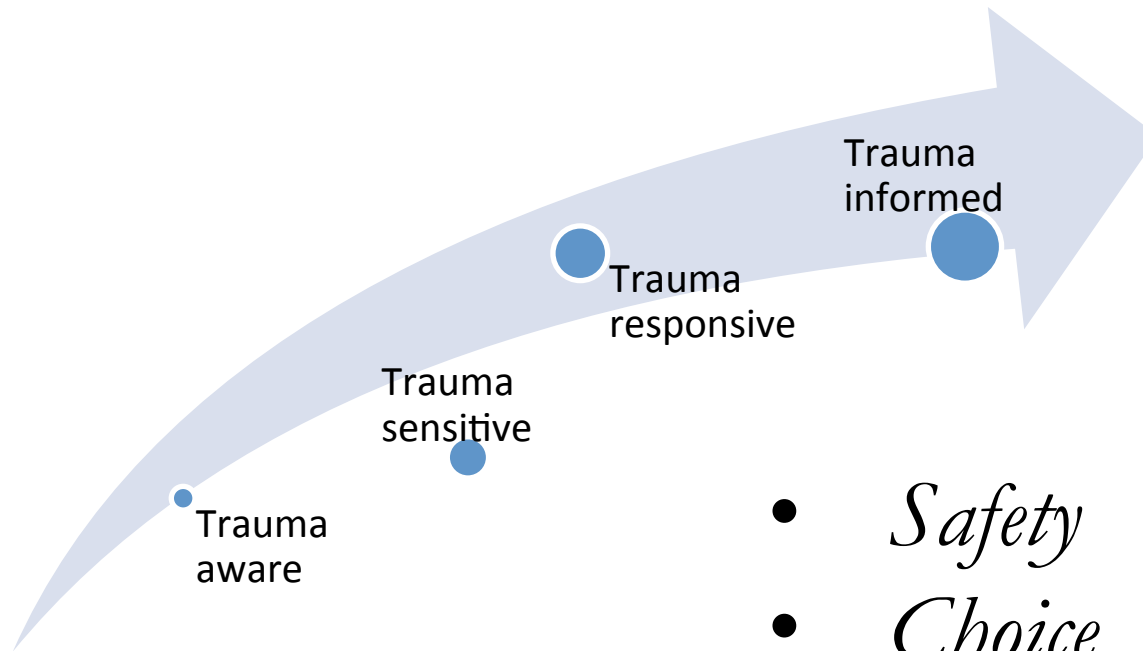 Trauma
informed
Trauma
responsive
Trauma
sensitive
Trauma
aware
• Safety
• Choice